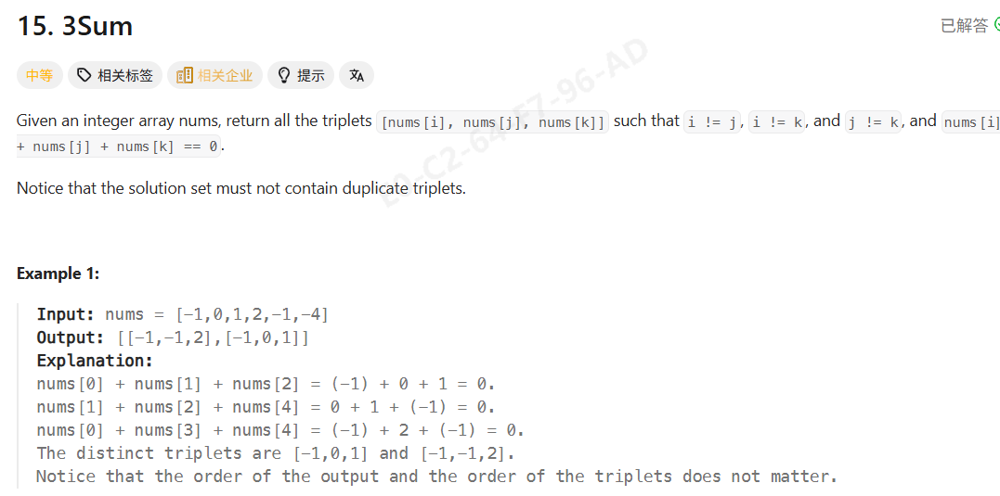 15. 3Sum
已解答
中等 相关标签 相关企业 提示
Given an integer array nums, return all the triplets [nums[i], nums[j], nums[k]] such that i != j, i != k, and j != k, and nums[i]
+ nums[j] + nums[k] == 0.
Notice that the solution set must not contain duplicate triplets.
Example 1:
Input: nums = [-1,0,1,2,-1,-4]
Output: [[-1,-1,2],[-1,0,1]]
Explanation:
nums[0] + nums[1] + nums[2] = (-1) + 0 + 1 = 0.
nums[1] + nums[2] + nums[4] = 0 + 1 + (-1) = 0.
nums[0] + nums[3] + nums[4] = (-1) + 2 + (-1) = 0.
The distinct triplets are [-1,0,1] and [-1,-1,2].
Notice that the order of the output and the order of the triplets does not matter.